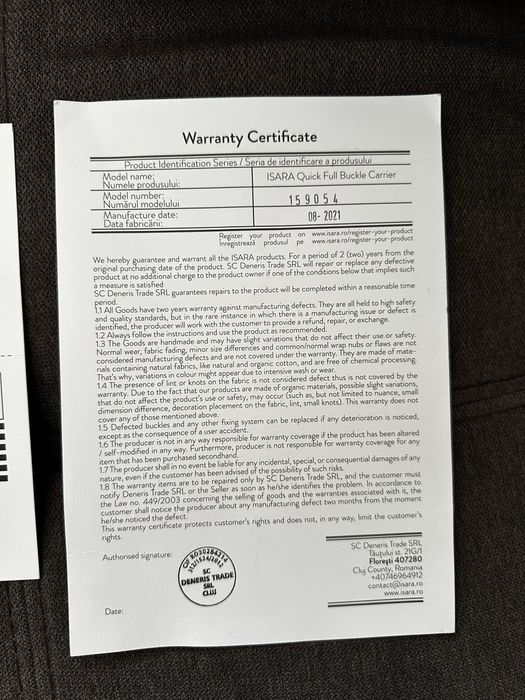 Warranty Certificate
Product Identification Series / Seria de identificare a produsului
Model name:
Numele produsului:
ISARA Quick Full Buckle Carrier
Model number:
Numărul modelului
159054
Manufacture date:
Data fabricării:
08-2021
Register your product on www.isara.ro/register-your-product
Inregistrează produsul pe www.isara.ro/register-your-product
We hereby guarantee and warrant all the ISARA products. For a period of 2 (two) years from the
original purchasing date of the product. SC Deneris Trade SRL will repair or replace any defective
product at no additional charge to the product owner if one of the conditions below that implies such
a measure is satisfied
SC Deneris Trade SRL guarantees repairs to the product will be completed within a reasonable time
period.
1.1 All Goods have two years warranty against manufacturing defects. They are all held to high safety
and quality standards, but in the rare instance in which there is a manufacturing issue or defect is
identified, the producer will work with the customer to provide a refund, repair, or exchange.
1.2 Always follow the instructions and use the product as recommended.
1.3 The Goods are handmade and may have slight variations that do not affect their use or safety.
Normal wear, fabric fading, minor size differences and common/normal wrap nubs or flaws are not
considered manufacturing defects and are not covered under the warranty. They are made of mate-
rials containing natural fabrics, like natural and organic cotton, and are free of chemical processing.
That's why, variations in colour might appear due to intensive wash or wear.
1.4 The presence of lint or knots on the fabric is not considered defect thus is not covered by the
warranty. Due to the fact that our products are made of organic materials, possible slight variations,
that do not affect the product's use or safety, may occur (such as, but not limited to nuance, small
dimension difference, decoration placement on the fabric, lint, small knots). This warranty does not
cover any of those mentioned above.
1.5 Defected buckles and any other fixing system can be replaced if any deterioration is noticed,
except as the consequence of a user accident.
1.6 The producer is not in any way responsible for warranty coverage if the product has been altered
/ self-modified in any way. Furthermore, producer is not responsible for warranty coverage for any
item that has been purchased secondhand.
1.7 The producer shall in no event be liable for any incidental, special, or consequential damages of any
nature, even if the customer has been advised of the possibility of such risks.
1.8 The warranty items are to be repaired only by SC Deneris Trade SRL, and the customer must
notify Deneris Trade SRL or the Seller as soon as he/she identifies the problem. In accordance to
the Law no. 449/2003 concerning the selling of goods and the warranties associated with it, the
customer shall notice the producer about any manufacturing defect two months from the moment
he/she noticed the defect.
This warranty certificate protects customer's rights and does not, in any way, limit the customer's
rights.
Authorised signature:
CIF RO30284214
J12/1524/2012
SC
DENERIS TRADE
SRL
CLUJ
SC Deneris Trade SRL
Tăuțului st. 21G/1
Florești 407280
Cluj County, Romania
+40746964912
contact@isara.ro
www.isara.ro
Date: